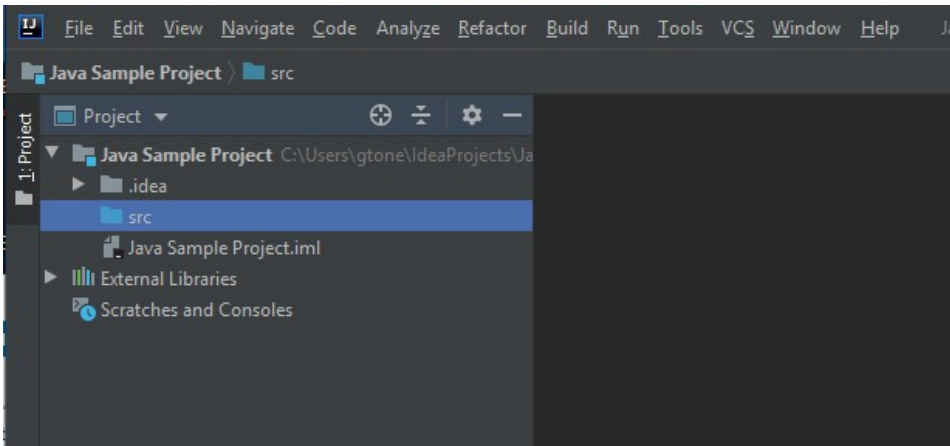 IJ File Edit View Navigate Code Analyze Refactor Build Run Tools VCS Window Help
Java Sample Project src
1: Project
Project
Java Sample Project C:\Users\gtone\IdeaProjects\Ja
.idea
src
Java Sample Project.iml
External Libraries
Scratches and Consoles